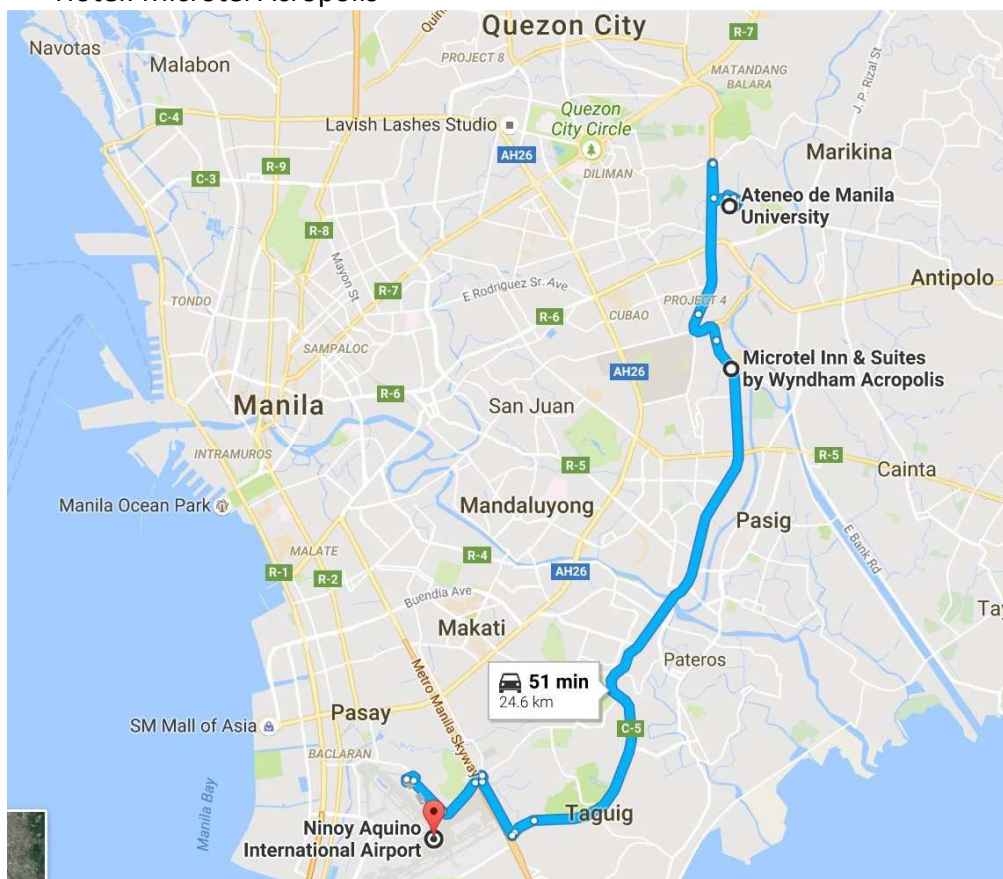 Quezon City
R-7
Navotas
PROJECT 8
Malabon
MATANDANG
BALARA
J. P. Rizal St
C-4
Quezon
City Circle
Lavish Lashes Studio
R-9
AH26
Marikina
C-3
DILIMAN
Ateneo de Manila
University
R-8
Mayon St
R-7
E Rodriguez Sr. Ave
PROJECT 4
Antipolo
TONDO
R-6
CUBAO
SAMPALOC
Microtel Inn & Suites
by Wyndham Acropolis
AH26
R-6
Manila
San Juan
INTRAMUROS
R-5
R-5
Cainta
Manila Ocean Park
Mandaluyong
Pasig
E Bank Rd
MALATE
R-4
R-1
R-2
AH26
Buendia Ave
Makati
Pateros
51 min
24.6 km
Metro Manila Skyway
SM Mall of Asia
Pasay
C-5
BACLARAN
Manila Bay
Taguig
Ninoy Aquino
International Airport